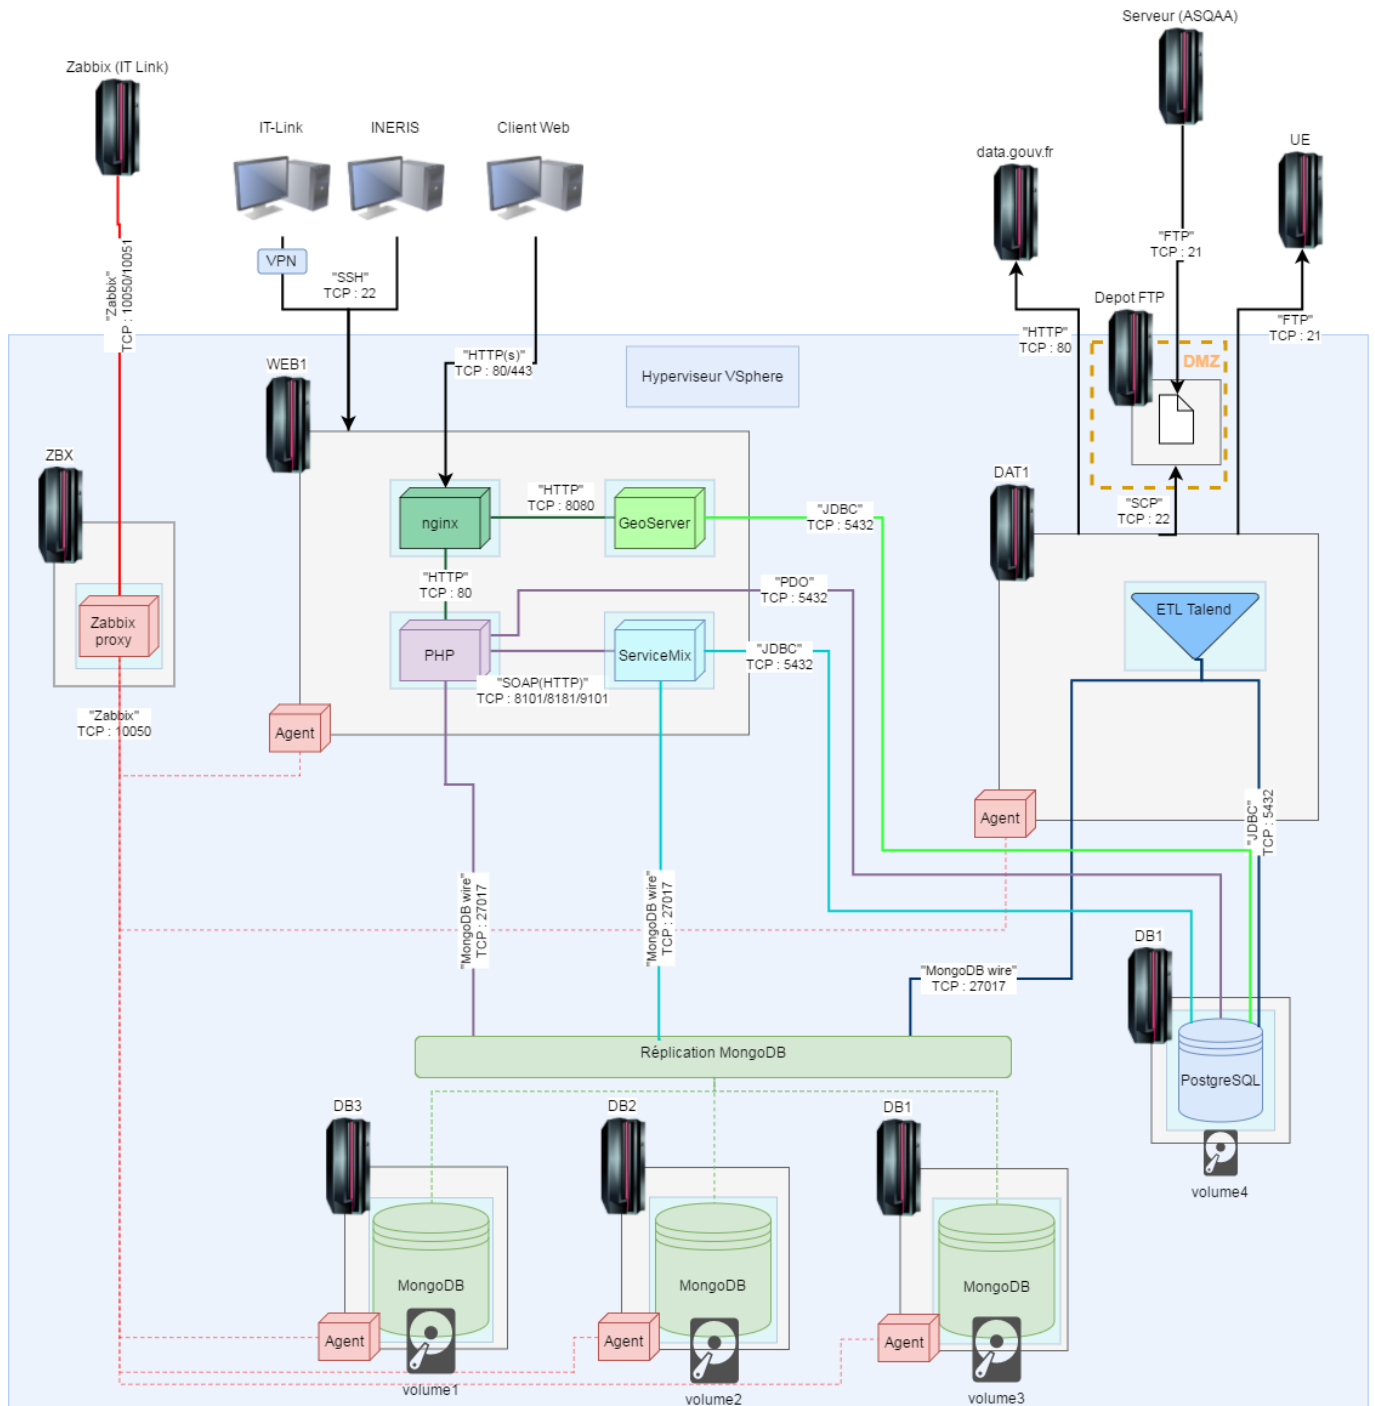 Serveur (ASQAA)
Zabbix (IT Link)
IT-Link
INERIS
Client Web
data.gouv.fr
UE
"Zabbix"
TCP : 10050/10051
VPN
"SSH"
TCP : 22
"FTP"
TCP : 21
Depot FTP
"HTTP"
TCP : 80
"FTP"
TCP : 21
DMZ
"HTTP(s)"
TCP : 80/443
WEB1
Hyperviseur VSphere
ZBX
DAT1
"SCP"
TCP : 22
nginx
"HTTP"
TCP : 8080
GeoServer
"JDBC"
TCP : 5432
"HTTP"
TCP : 80
"PDO"
TCP : 5432
Zabbix
proxy
PHP
ServiceMix
"JDBC"
TCP : 5432
"SOAP(HTTP)"
TCP : 8101/8181/9101
ETL Talend
"Zabbix"
TCP : 10050
Agent
Agent
"JDBC"
TCP : 5432
"MongoDB wire"
TCP : 27017
"MongoDB wire"
TCP : 27017
"MongoDB wire"
TCP : 27017
DB1
PostgreSQL
volume4
Réplication MongoDB
DB3
DB2
DB1
MongoDB
MongoDB
MongoDB
Agent
Agent
Agent
volume1
volume2
volume3